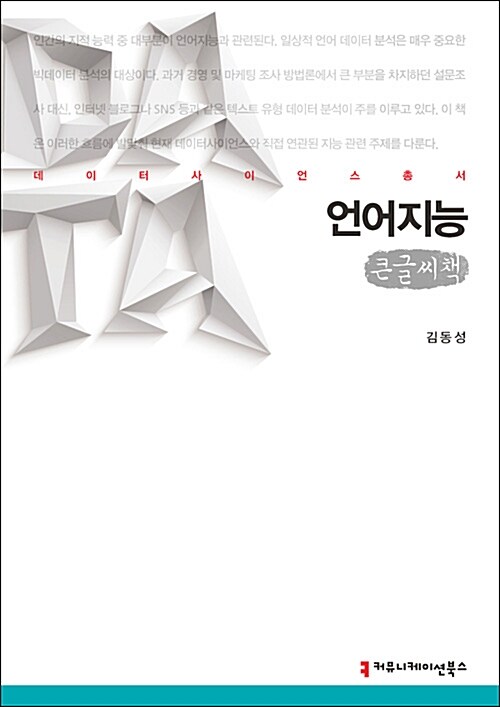 인간의 지적 능력 중 대부분이 언어지능과 관련된다. 일상적 언어 데이터 분석은 매우 중요한
빅데이터 분석의 대상이다. 과거 경영 및 마케팅 조사 방법론에서 큰 부분을 차지하던 설문조
사 대신, 인터넷 블로그나 SNS 등과 같은 텍스트 유형 데이터 분석이 주를 이루고 있다. 이 책
은 이러한 흐름에 발맞춰 현재 데이터사이언스와 직접 연관된 지능 관련 주제를 다룬다.
DA
데이터사이언스총서
TA
언어지능
큰글씨책
김동성
커뮤니케이션북스